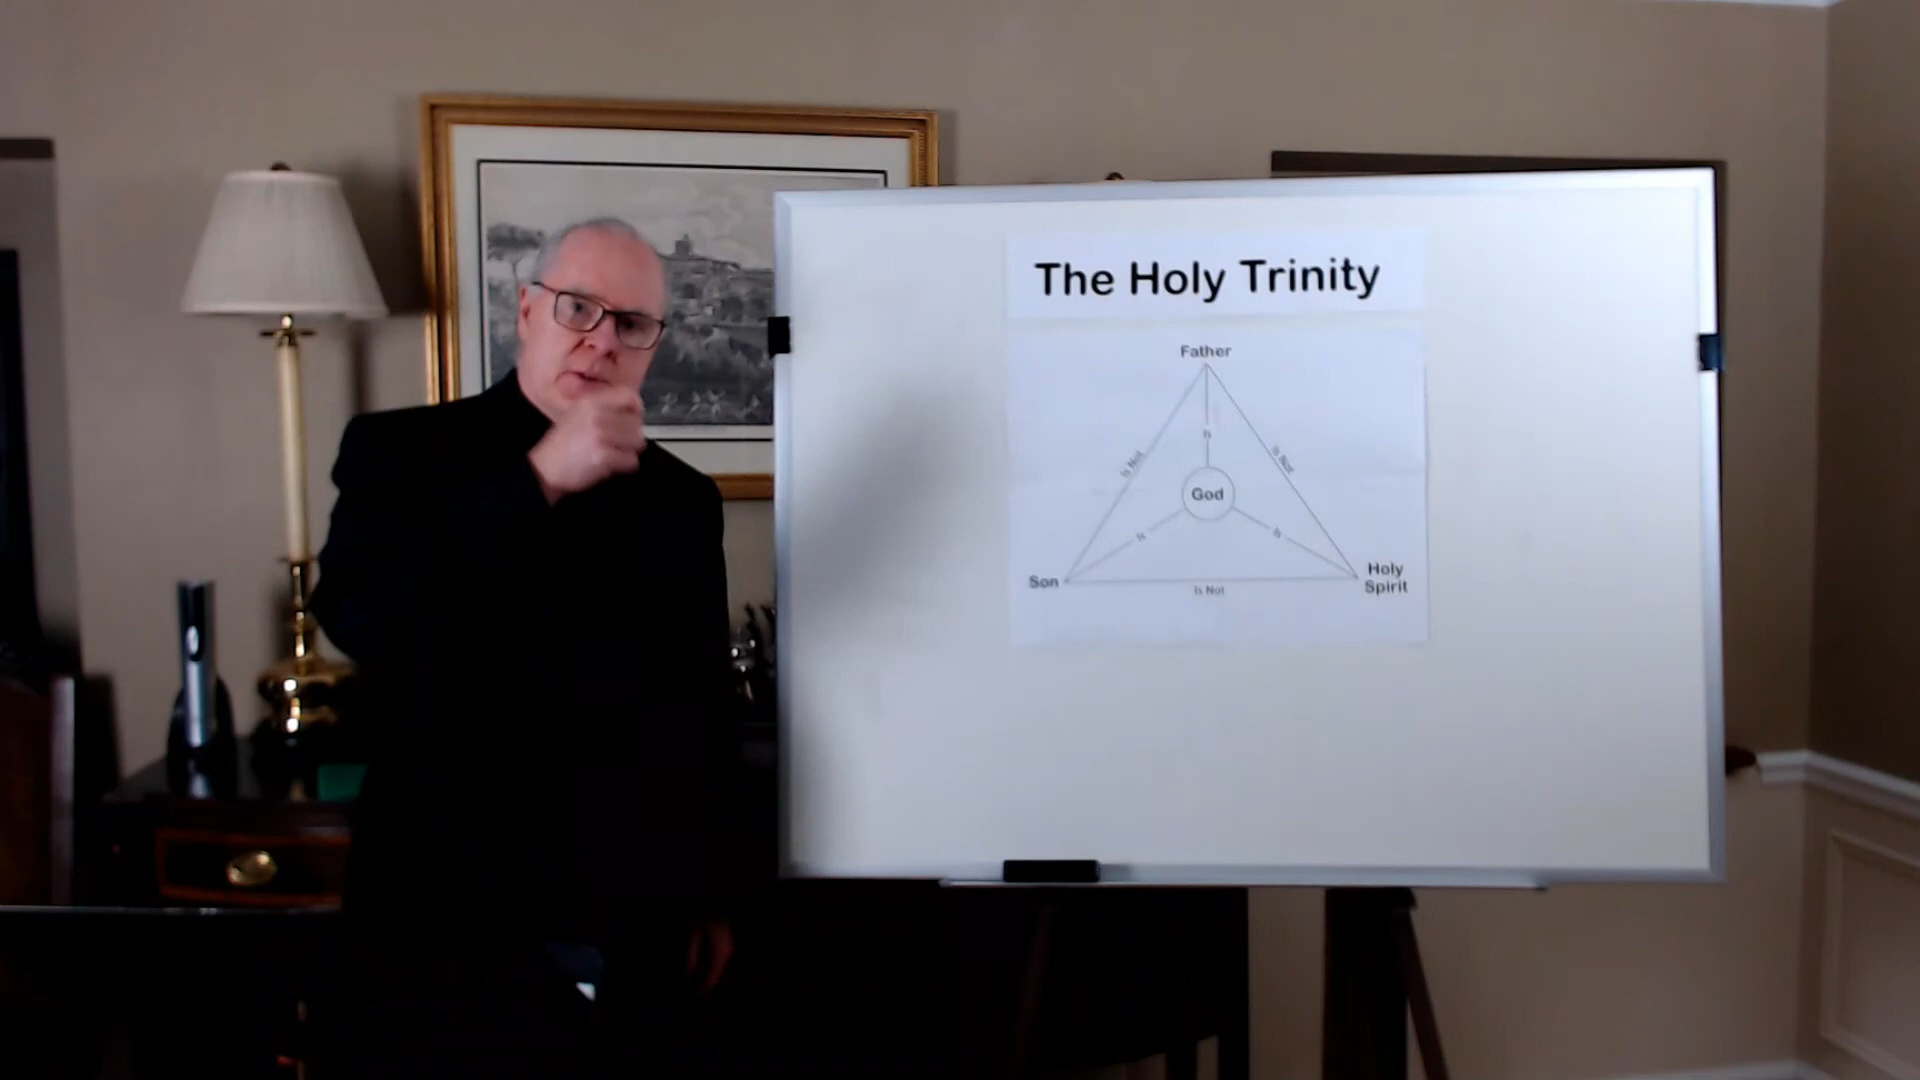 The Holy Trinity
Father
Is
Is Not
Is Not
God
Is
Is
Son
Is Not
Holy
Spirit